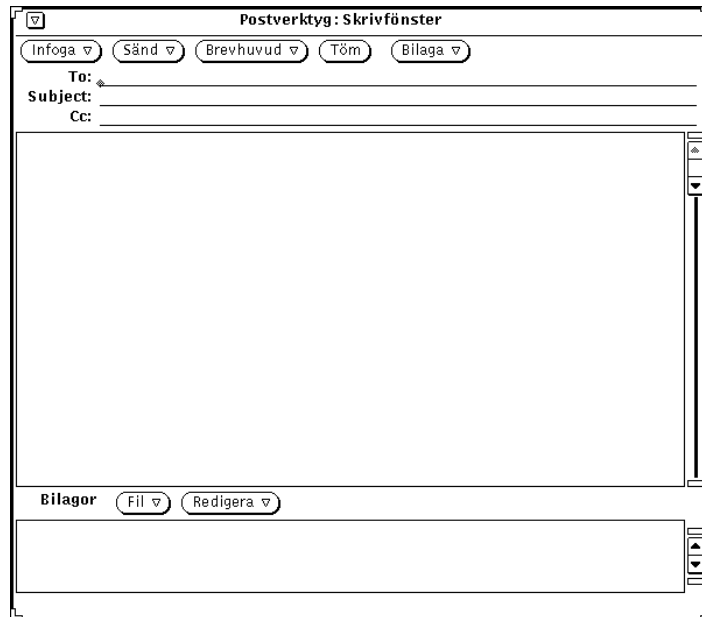 Postverktyg: Skrivfönster
Infoga Sänd Brevhuvud Töm Bilaga
To:
Subject:
Cc:
Bilagor Fil Redigera